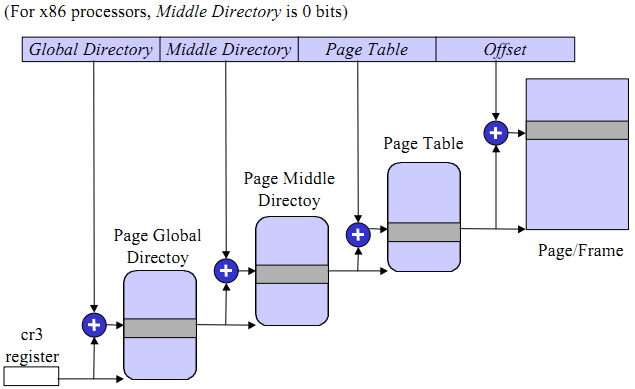 (For x86 processors, Middle Directory is 0 bits)
Global Directory Middle Directory Page Table Offset
Page Table
Page Middle
Directoy
Page/Frame
Page Global
Directoy
cr3
register